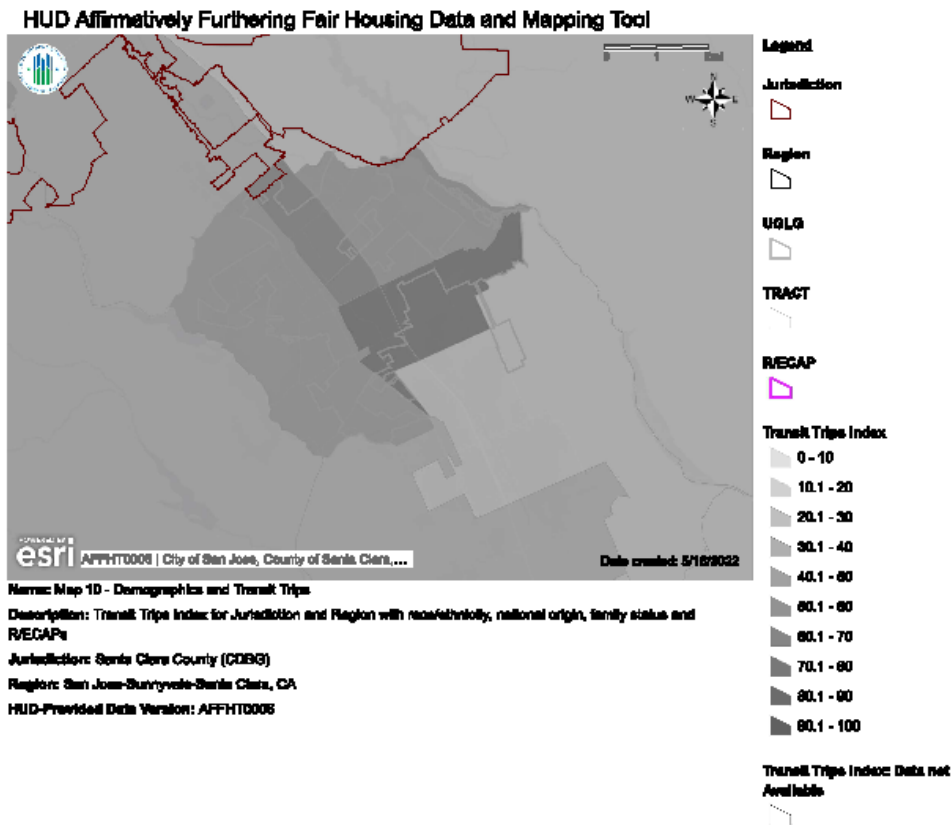 HUD Affirmatively Furthering Fair Housing Data and Mapping Tool
0 1 2mi
N
W E
S
POWERED BY
esri
AFFHT0006 | City of San Jose, County of Santa Clara,...
Date created: 5/16/2022
Name: Map 10 - Demographics and Transit Trips
Description: Transit Trips Index for Jurisdiction and Region with race/ethnicity, national origin, family status and
R/ECAPs
Jurisdiction: Santa Clara County (CDBG)
Region: San Jose-Sunnyvale-Santa Clara, CA
HUD-Provided Data Version: AFFHT0006
Legend
Jurisdiction
Region
UGLG
TRACT
R/ECAP
Transit Trips Index
0 - 10
10.1 - 20
20.1 - 30
30.1 - 40
40.1 - 50
50.1 - 60
60.1 - 70
70.1 - 80
80.1 - 90
90.1 - 100
Transit Trips Index: Data not
Available